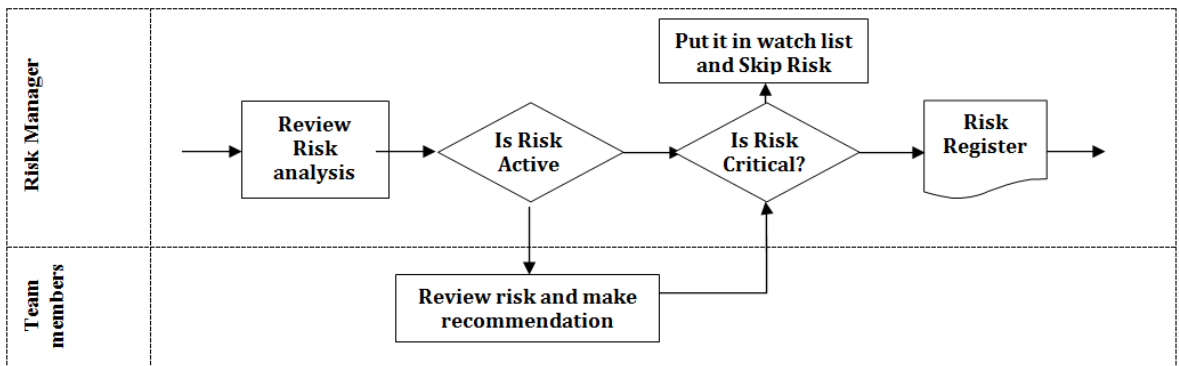 Risk Manager
Put it in watch list
and Skip Risk
Review
Risk
analysis
Is Risk
Active
Is Risk
Critical?
Risk
Register
Team
members
Review risk and make
recommendation